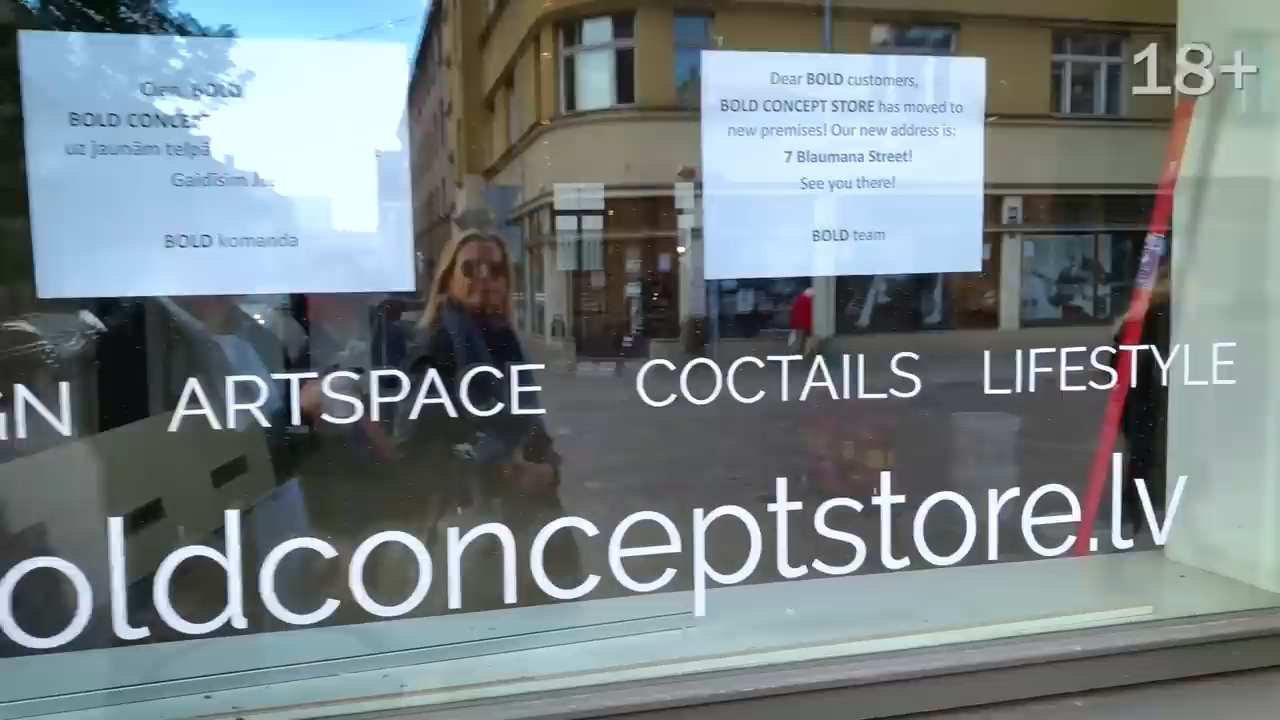 BOLD
BOLD
uz jaunām telpā
Gaidīsim
BOLD komanda
Dear BOLD customers,
BOLD CONCEPT STORE has moved to
new premises! Our new address is:
7 Blaumana Street!
See you there!
BOLD team
18+
ARTSPACE COCTAILS LIFESTYLE
oldconceptstore.lv